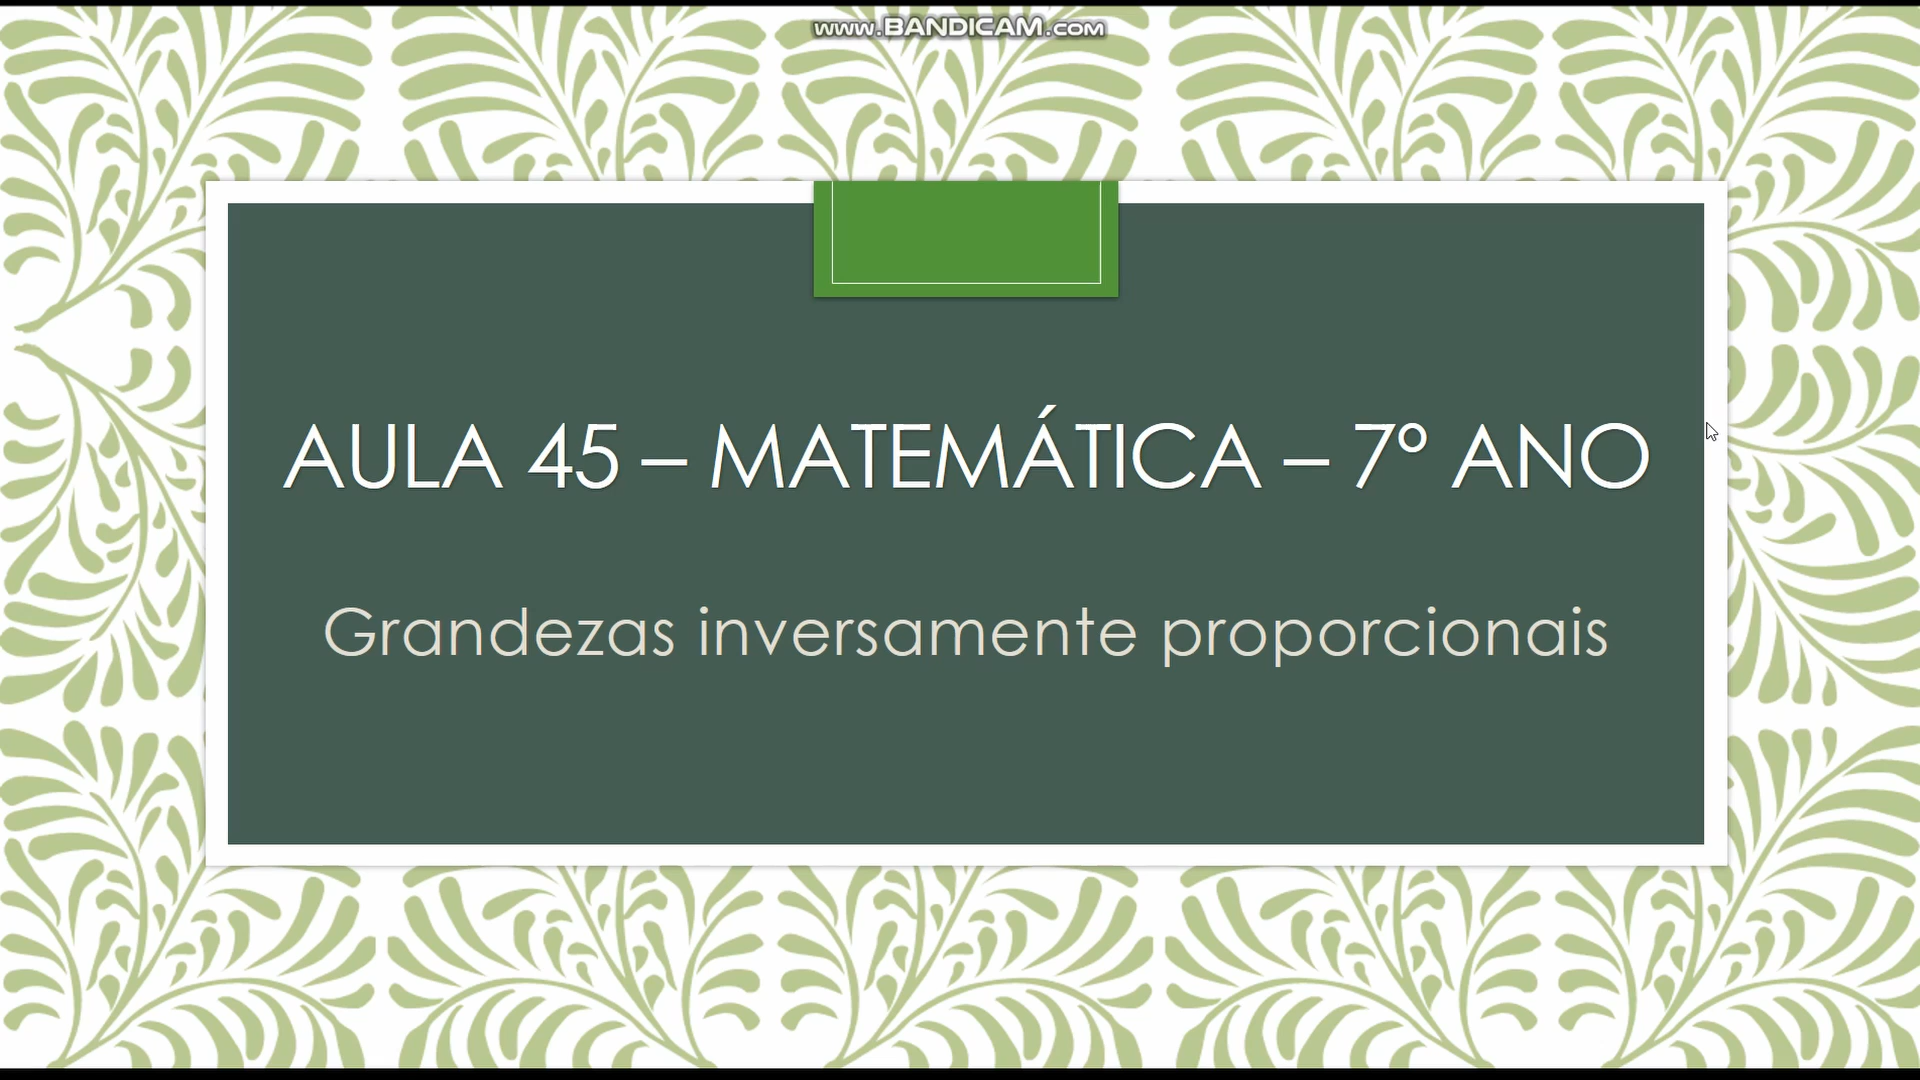 www.BANDICAM.com
AULA 45 – MATEMÁTICA – 7º ANO
Grandezas inversamente proporcionais